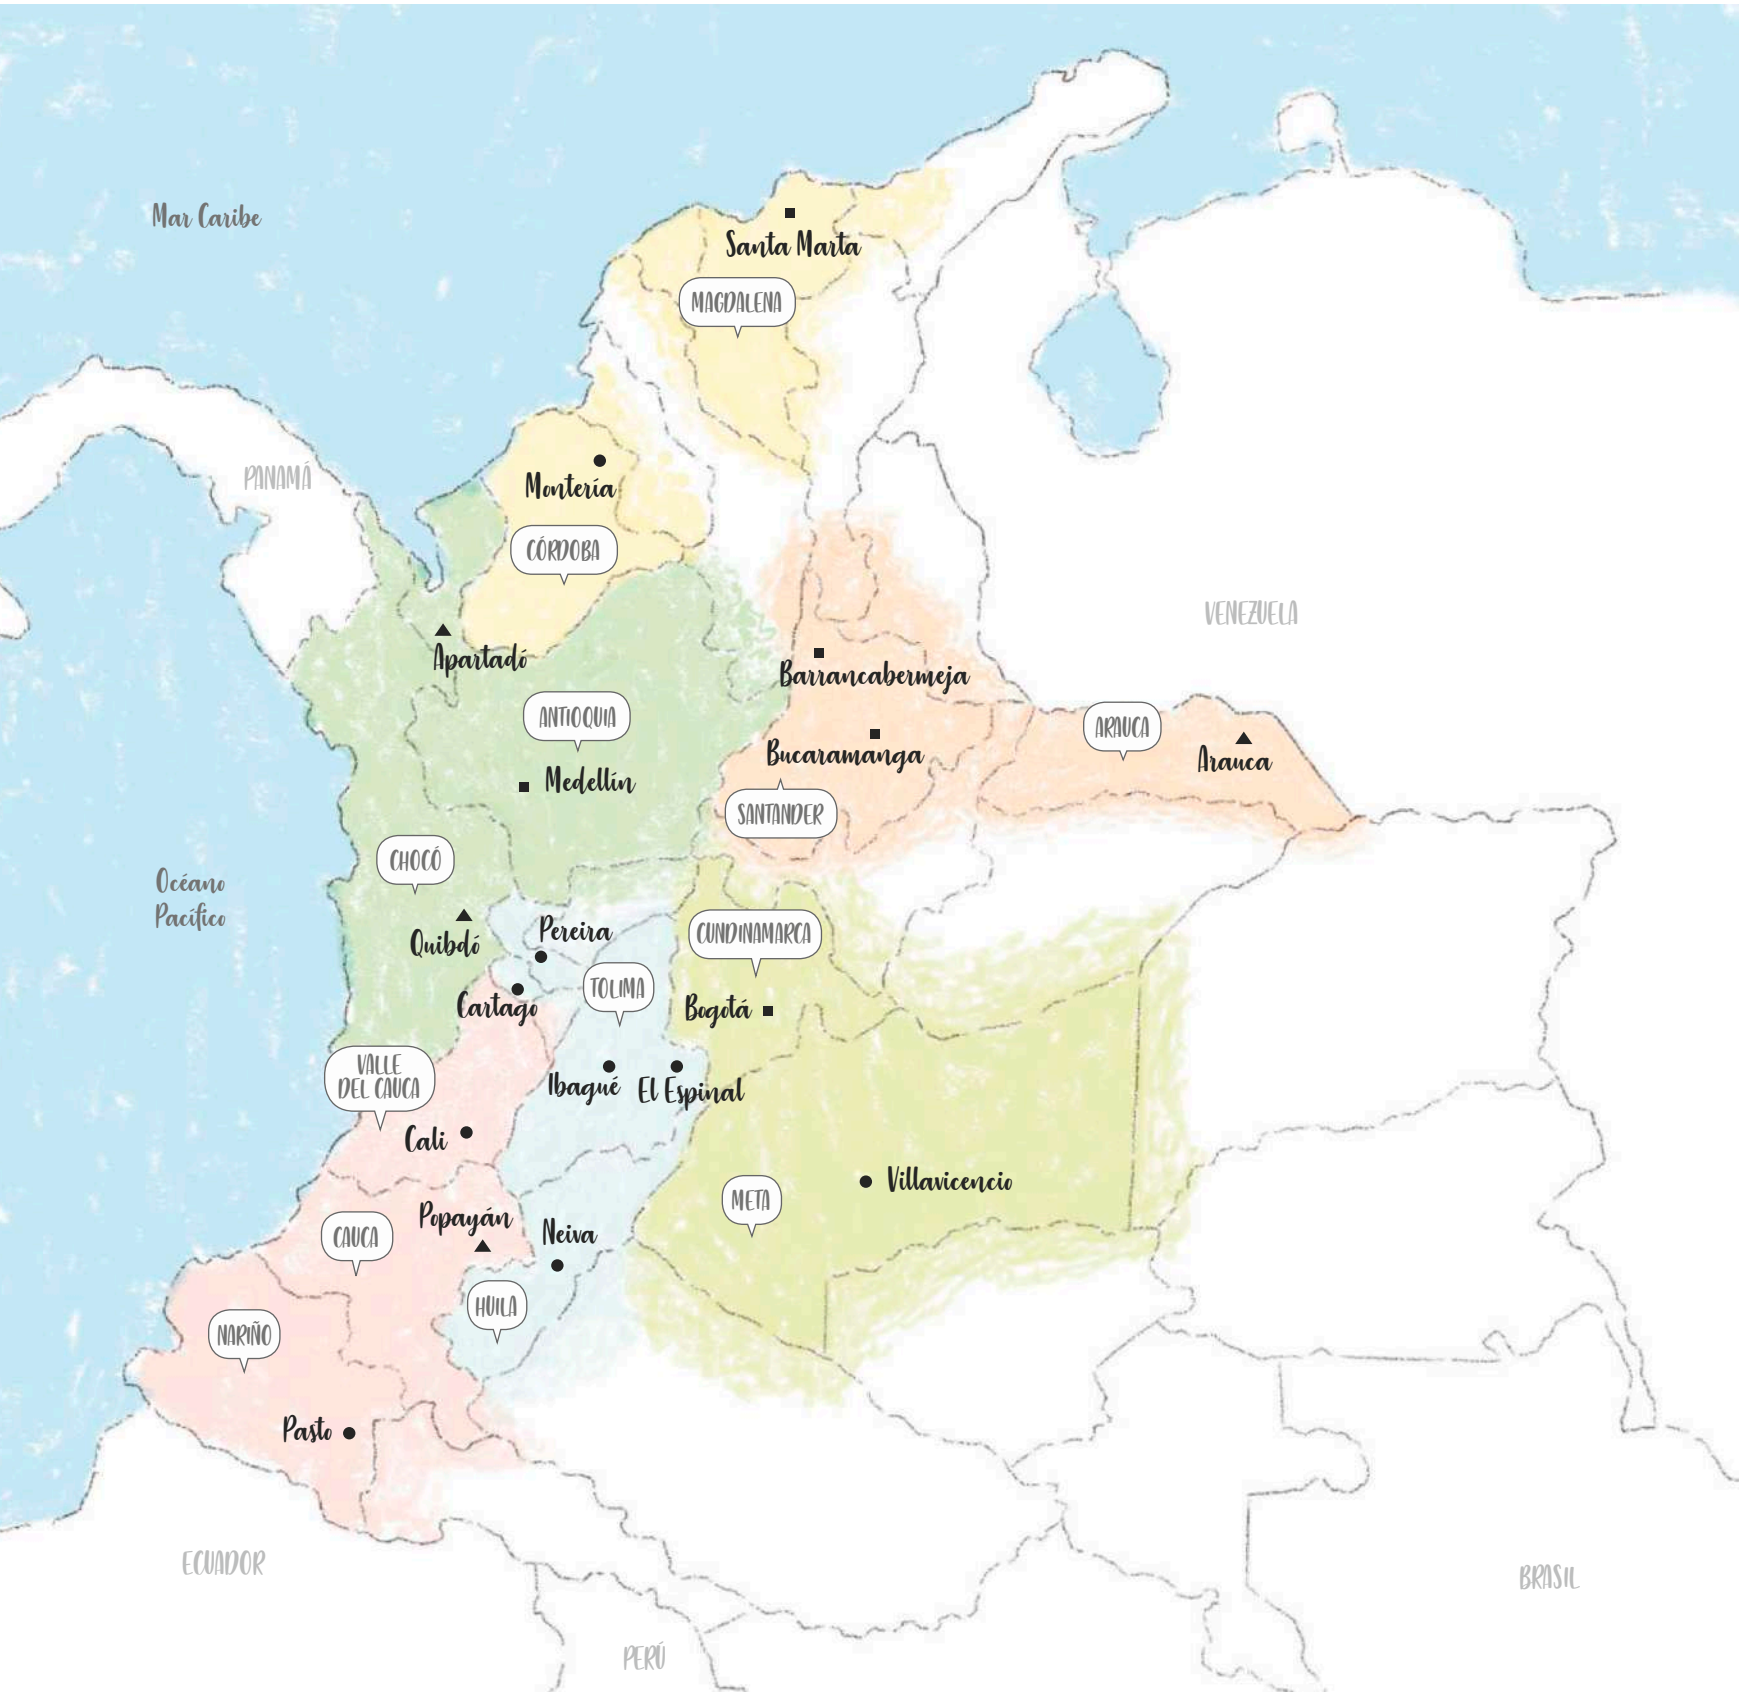 Mar Caribe
Santa Marta
MAGDALENA
PANAMÁ
Montería
CÓRDOBA
VENEZUELA
Apartadó
Barrancabermeja
ANTIOQUIA
ARAUCA
Bucaramanga
Arauca
Medellín
SANTANDER
CHOCÓ
Océano
Pacífico
Quibdó
Pereira
CUNDINAMARCA
TOLIMA
Cartago
Bogotá
VALLE
DEL CAUCA
Ibagué
El Espinal
Cali
META
Villavicencio
Popayán
CAUCA
Neiva
HUILA
NARIÑO
Pasto
ECUADOR
BRASIL
PERÚ